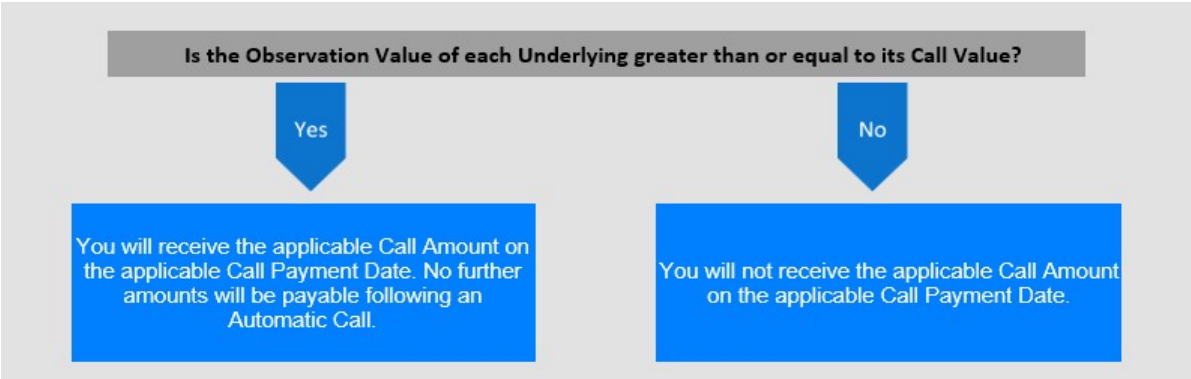 Is the Observation Value of each Underlying greater than or equal to its Call Value?
Yes
No
You will receive the applicable Call Amount on
the applicable Call Payment Date. No further
amounts will be payable following an
Automatic Call.
You will not receive the applicable Call Amount
on the applicable Call Payment Date.